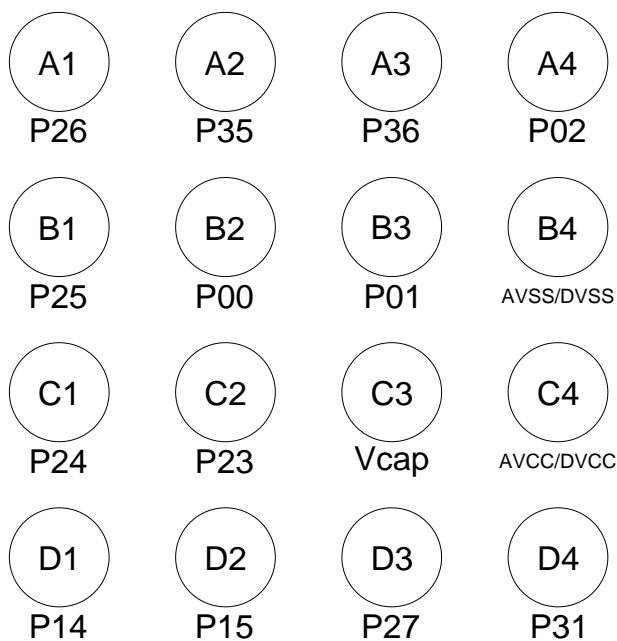 A1 A2 A3 A4
P26 P35 P36 P02
B1 B2 B3 B4
P25 P00 P01 AVSS/DVSS
C1 C2 C3 C4
P24 P23 Vcap AVCC/DVCC
D1 D2 D3 D4
P14 P15 P27 P31